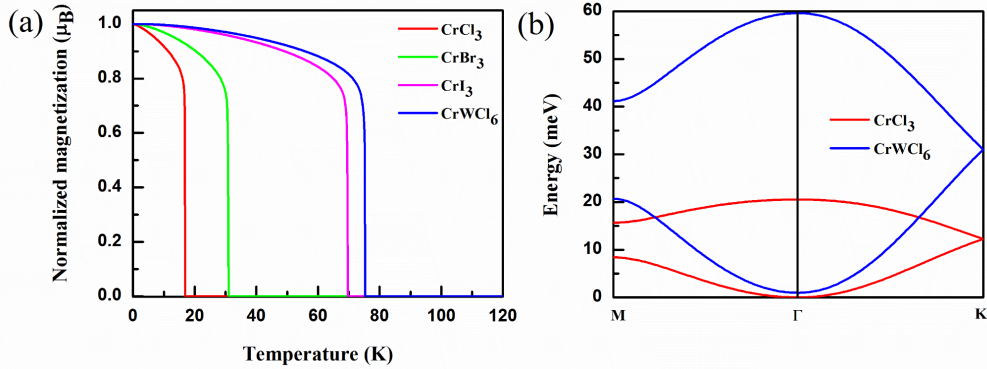 (a)
Normalized magnetization (μB)
1.0
0.8
0.6
0.4
0.2
0.0
0 20 40 60 80 100 120
Temperature (K)
CrCl3
CrBr3
CrI3
CrWCl6
(b)
Energy (meV)
60
50
40
30
20
10
0
M Γ K
CrCl3
CrWCl6